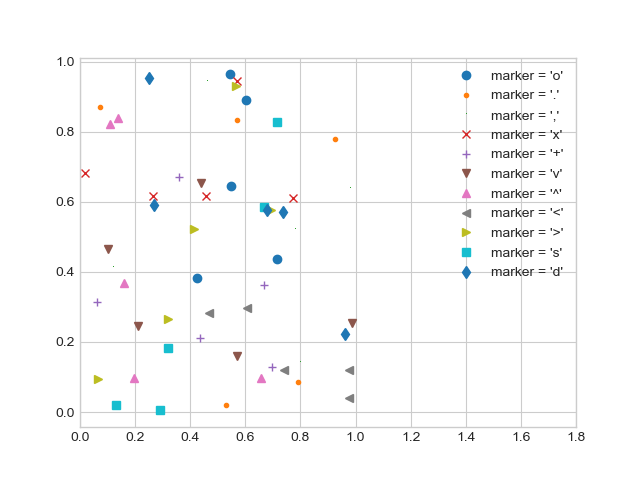 1.0
0.8
0.6
0.4
0.2
0.0
0.0 0.2 0.4 0.6 0.8 1.0 1.2 1.4 1.6 1.8
marker = 'o'
marker = '.'
marker = ','
marker = 'x'
marker = '+'
marker = 'v'
marker = '^'
marker = '<'
marker = '>'
marker = 's'
marker = 'd'